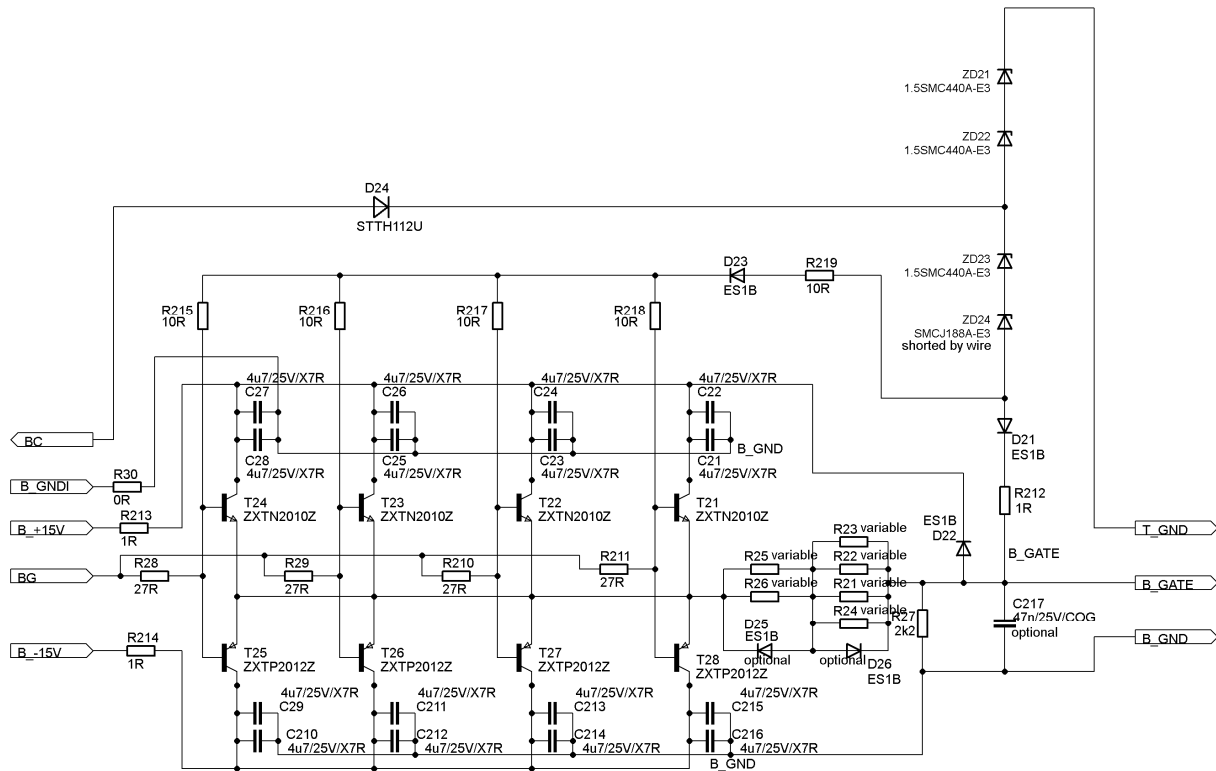 ZD21
1.5SMC440A-E3
ZD22
1.5SMC440A-E3
D24
STTH112U
D23
ES1B
R219
10R
ZD23
1.5SMC440A-E3
R215
10R
R216
10R
R217
10R
R218
10R
ZD24
SMCJ188A-E3
shorted by wire
4u7/25V/X7R
C27
4u7/25V/X7R
C26
4u7/25V/X7R
C24
4u7/25V/X7R
C22
BC
C28
4u7/25V/X7R
C25
4u7/25V/X7R
C23
4u7/25V/X7R
C21
4u7/25V/X7R
B_GND
D21
ES1B
B_GNDI
R30
0R
T24
ZXTN2010Z
T23
ZXTN2010Z
T22
ZXTN2010Z
T21
ZXTN2010Z
R212
1R
B_+15V
R213
1R
ES1B
D22
T_GND
R23 variable
R25 variable
R22 variable
B_GATE
BG
R28
27R
R29
27R
R210
27R
R211
27R
R26 variable
R21 variable
B_GATE
R24 variable
R27
2k2
C217
47n/25V/COG
optional
B_-15V
R214
1R
T25
ZXTP2012Z
T26
ZXTP2012Z
T27
ZXTP2012Z
T28
ZXTP2012Z
D25
ES1B
optional
optional
D26
ES1B
B_GND
4u7/25V/X7R
C29
4u7/25V/X7R
C211
4u7/25V/X7R
C213
4u7/25V/X7R
C215
C210
4u7/25V/X7R
C212
4u7/25V/X7R
C214
4u7/25V/X7R
C216
4u7/25V/X7R
B_GND